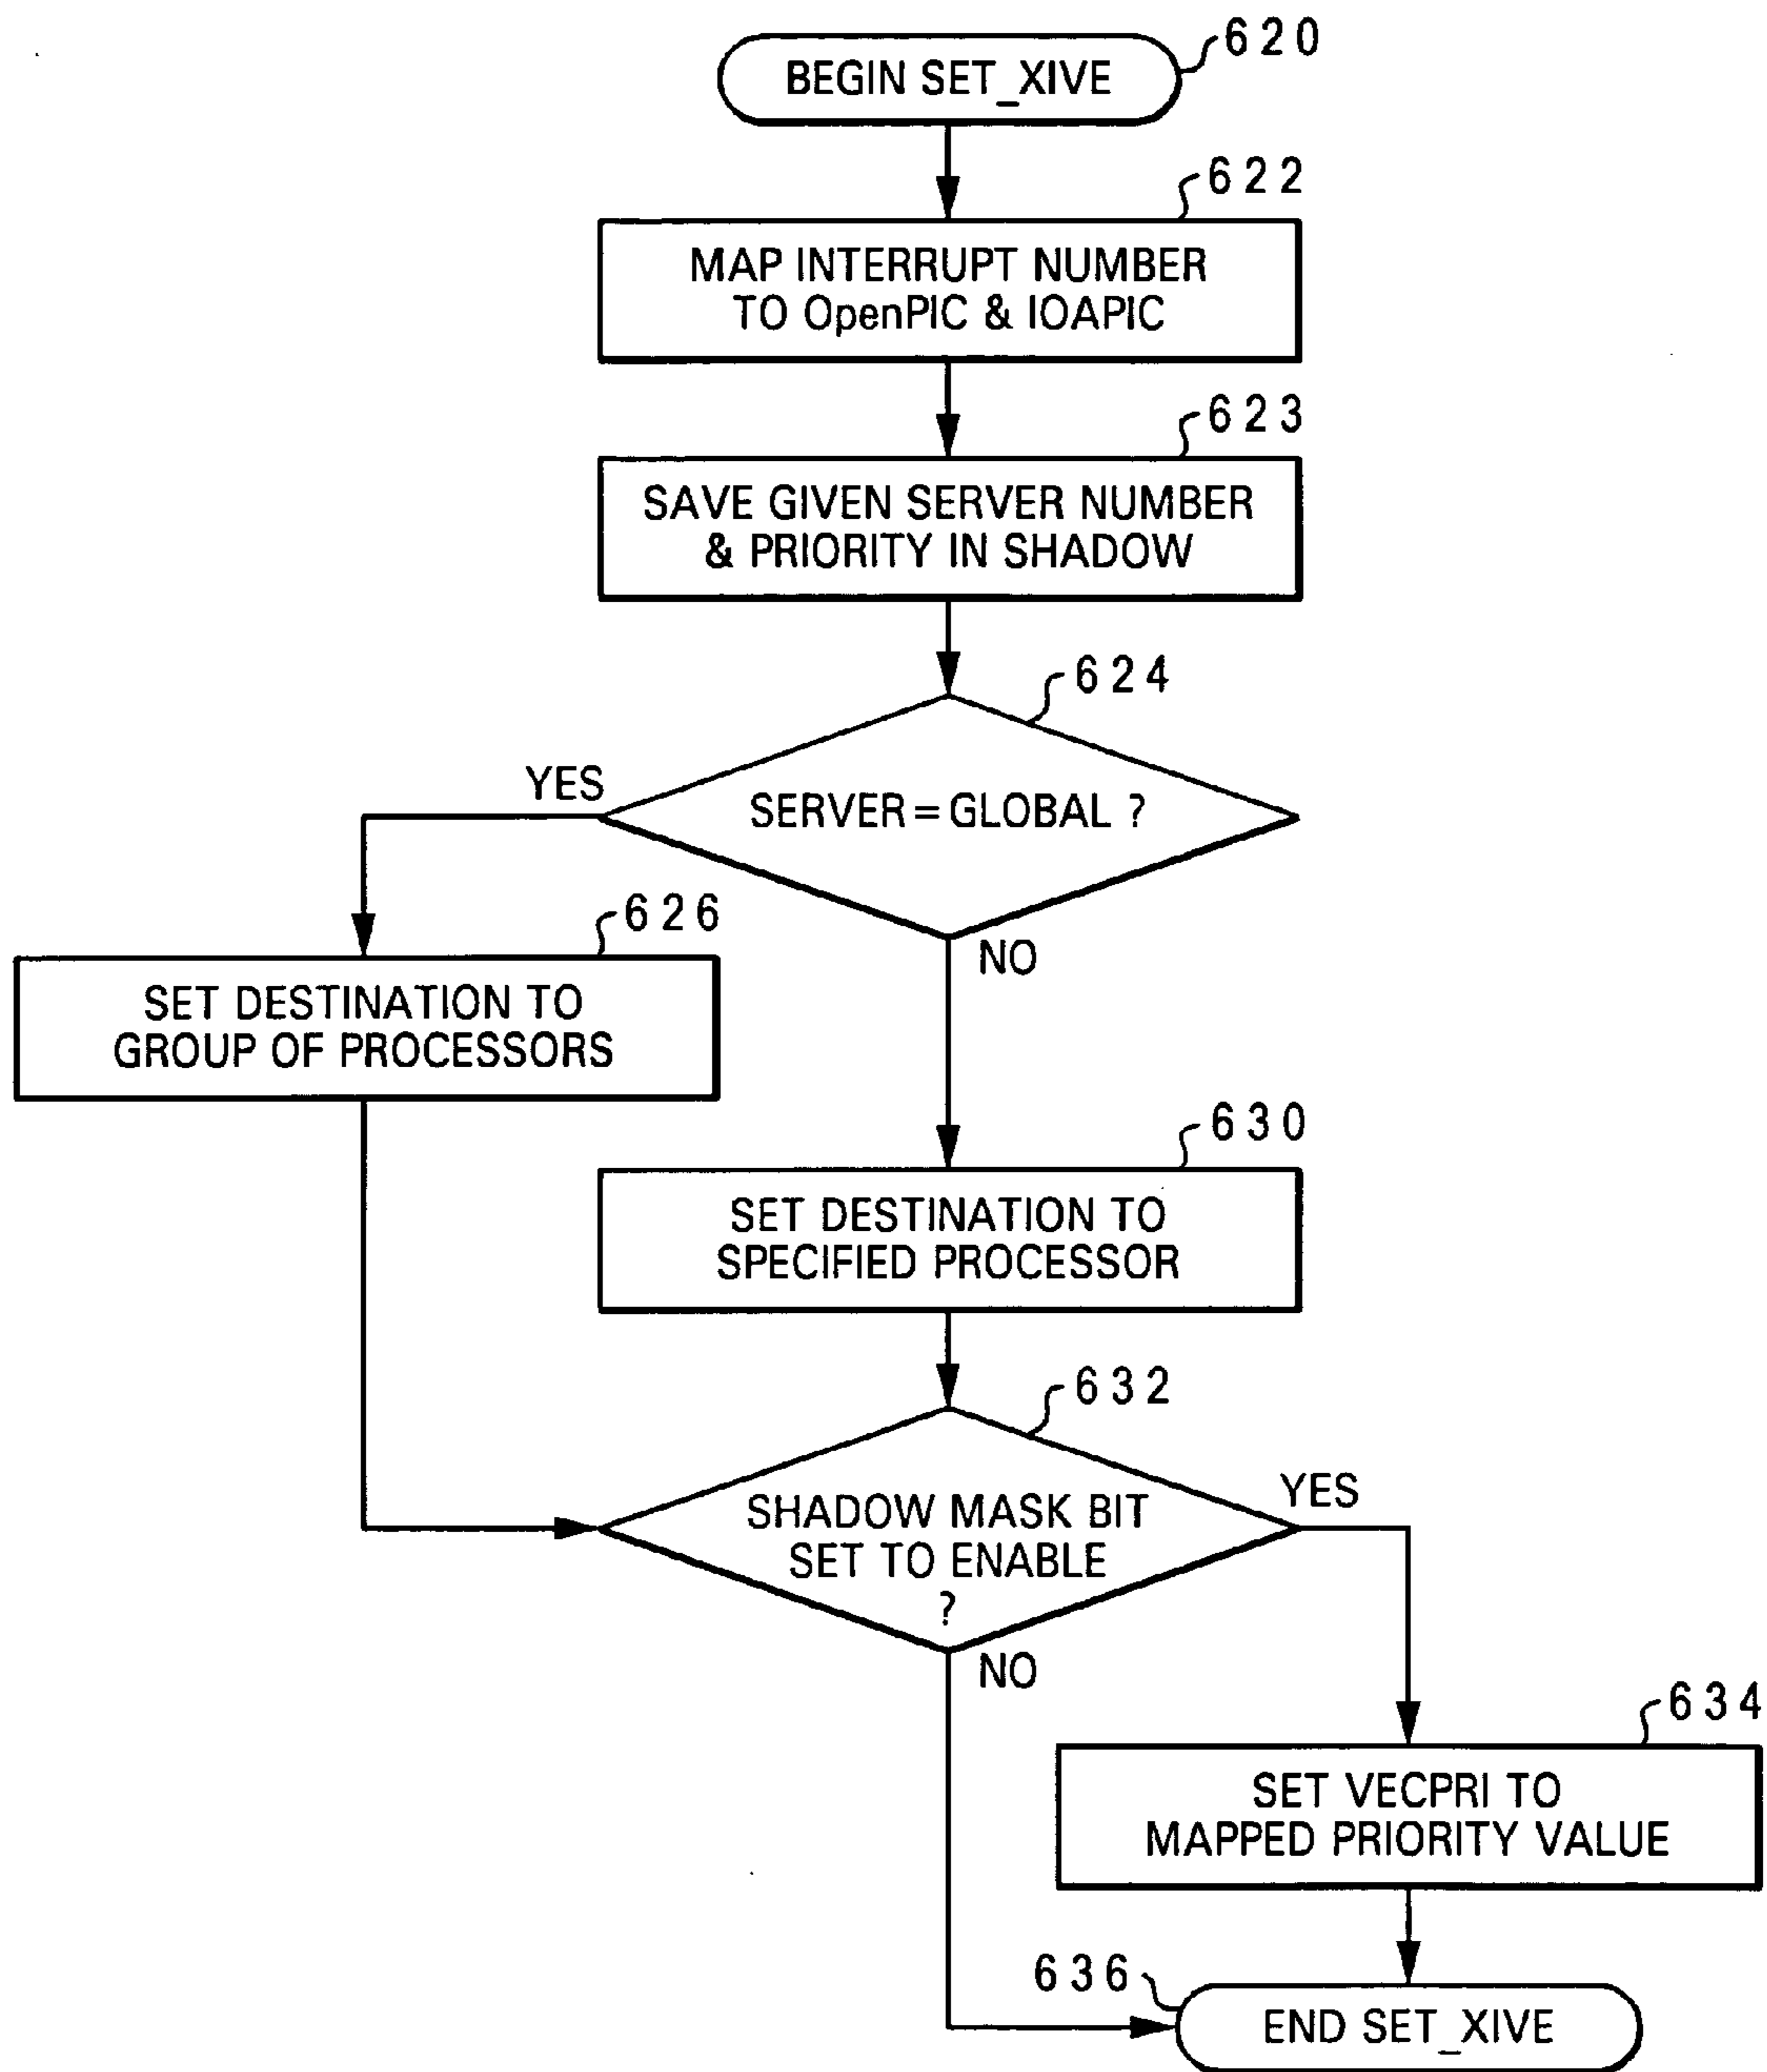 620
BEGIN SET_XIVE
622
MAP INTERRUPT NUMBER
TO OpenPIC & IOAPIC
623
SAVE GIVEN SERVER NUMBER
& PRIORITY IN SHADOW
624
SERVER=GLOBAL ?
YES
NO
626
SET DESTINATION TO
GROUP OF PROCESSORS
630
SET DESTINATION TO
SPECIFIED PROCESSOR
632
SHADOW MASK BIT
SET TO ENABLE
?
YES
NO
634
SET VECPRI TO
MAPPED PRIORITY VALUE
636
END SET_XIVE